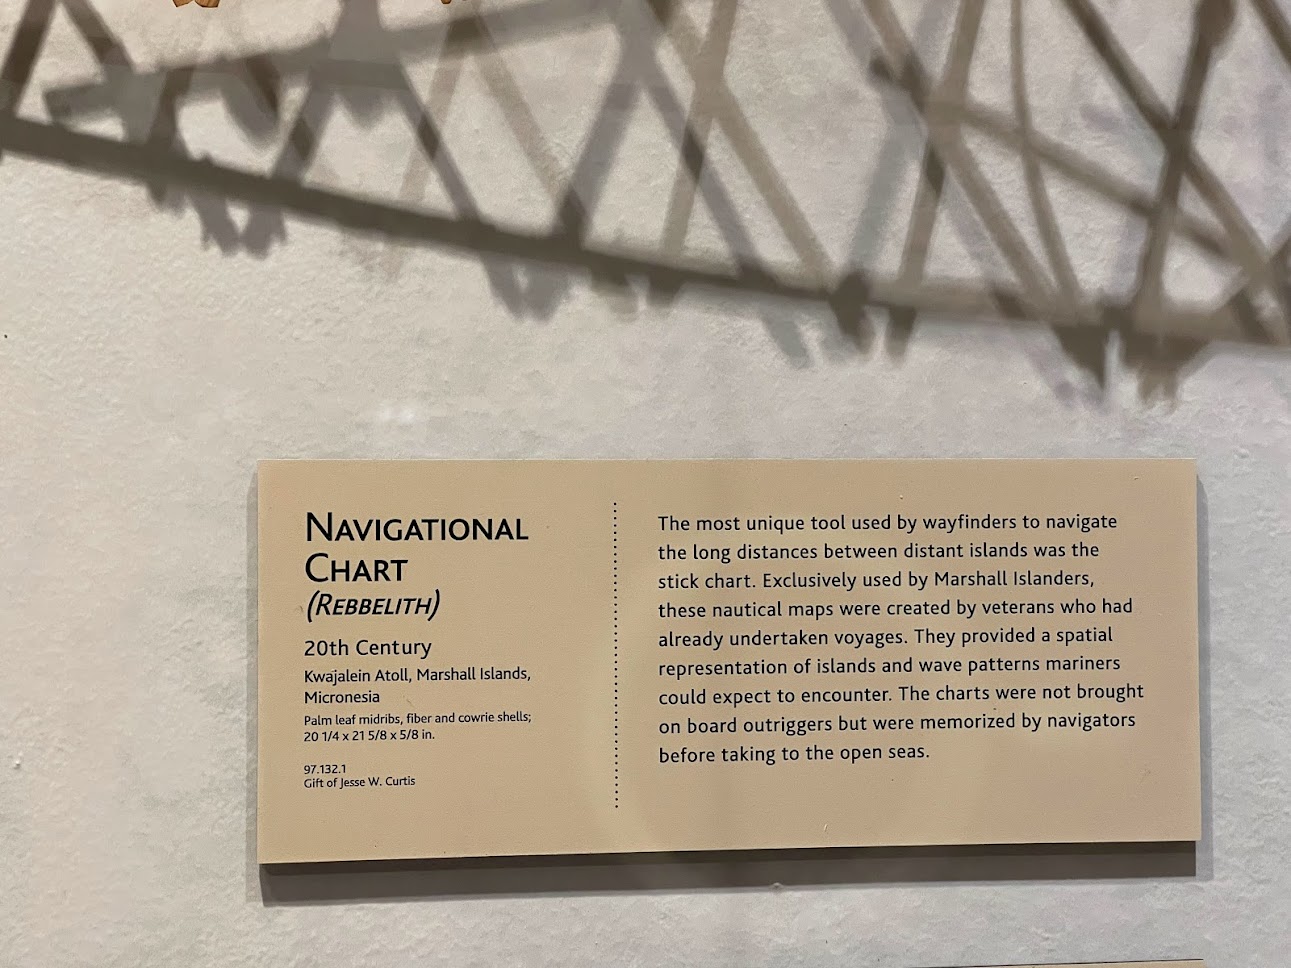 NAVIGATIONAL
CHART
(REBBELITH)
20th Century
Kwajalein Atoll, Marshall Islands,
Micronesia
Palm leaf midribs, fiber and cowrie shells;
20 1/4 x 21 5/8 x 5/8 in.
97.132.1
Gift of Jesse W. Curtis
The most unique tool used by wayfinders to navigate
the long distances between distant islands was the
stick chart. Exclusively used by Marshall Islanders,
these nautical maps were created by veterans who had
already undertaken voyages. They provided a spatial
representation of islands and wave patterns mariners
could expect to encounter. The charts were not brought
on board outriggers but were memorized by navigators
before taking to the open seas.